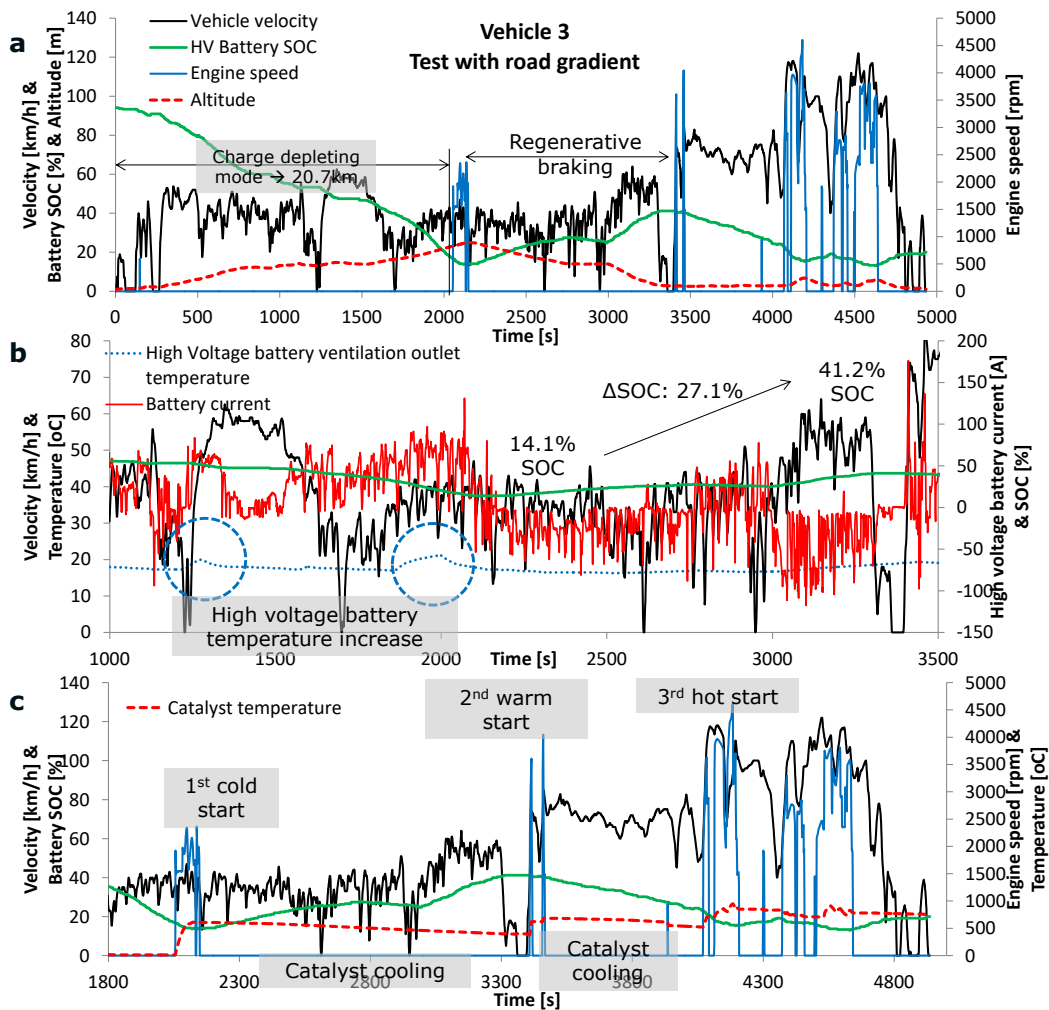 a
Vehicle 3
Test with road gradient
Vehicle velocity
HV Battery SOC
Engine speed
Altitude
Charge depleting
mode → 20.7km
Regenerative
braking
Velocity [km/h] &
Battery SOC [%] & Altitude [m]
140
120
100
80
60
40
20
0
5000
4500
4000
3500
3000
2500
2000
1500
1000
500
0
Engine speed [rpm]
0 500 1000 1500 2000 2500 3000 3500 4000 4500 5000
Time [s]
b
High Voltage battery ventilation outlet
temperature
Battery current
14.1%
SOC
ΔSOC: 27.1%
41.2%
SOC
High voltage battery
temperature increase
Velocity [km/h] &
Temperature [oC]
80
70
60
50
40
30
20
10
0
200
150
100
50
0
-50
-100
-150
High voltage battery current [A]
& SOC [%]
1000 1500 2000 2500 3000 3500
Time [s]
c
Catalyst temperature
1st cold
start
2nd warm
start
3rd hot start
Catalyst cooling
Catalyst
cooling
Velocity [km/h] &
Battery SOC [%]
140
120
100
80
60
40
20
0
5000
4500
4000
3500
3000
2500
2000
1500
1000
500
0
Engine speed [rpm] &
Temperature [oC]
1800 2300 2800 3300 3800 4300 4800
Time [s]